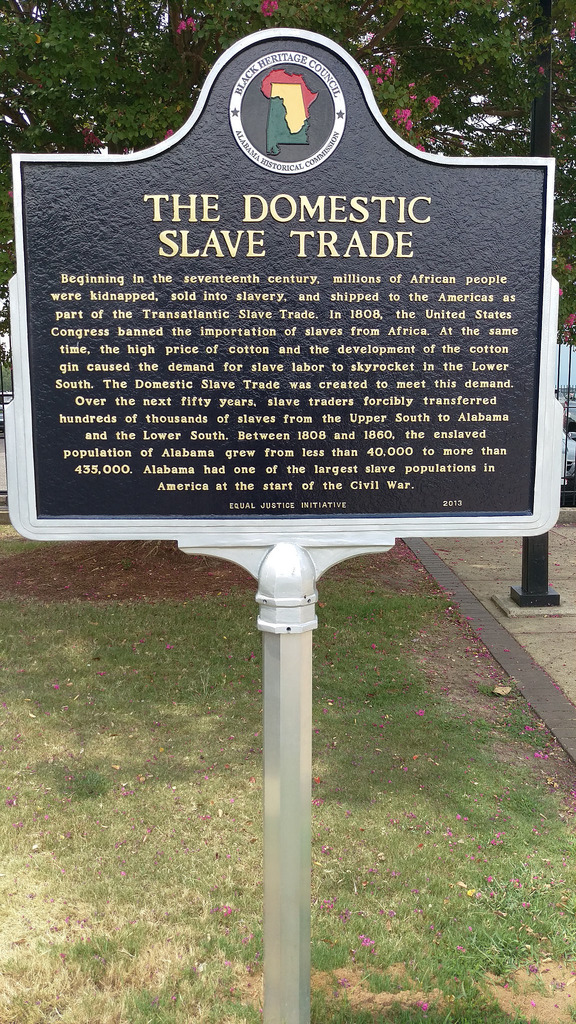 BLACK HERITAGE COUNCIL
ALABAMA HISTORICAL COMMISSION
THE DOMESTIC
SLAVE TRADE
Beginning in the seventeenth century, millions of African people
were kidnapped, sold into slavery, and shipped to the Americas as
part of the Transatlantic Slave Trade. In 1808, the United States
Congress banned the importation of slaves from Africa. At the same
time, the high price of cotton and the development of the cotton
gin caused the demand for slave labor to skyrocket in the Lower
South. The Domestic Slave Trade was created to meet this demand.
Over the next fifty years, slave traders forcibly transferred
hundreds of thousands of slaves from the Upper South to Alabama
and the Lower South. Between 1808 and 1860, the enslaved
population of Alabama grew from less than 40,000 to more than
435,000. Alabama had one of the largest slave populations in
America at the start of the Civil War.
EQUAL JUSTICE INITIATIVE 2013